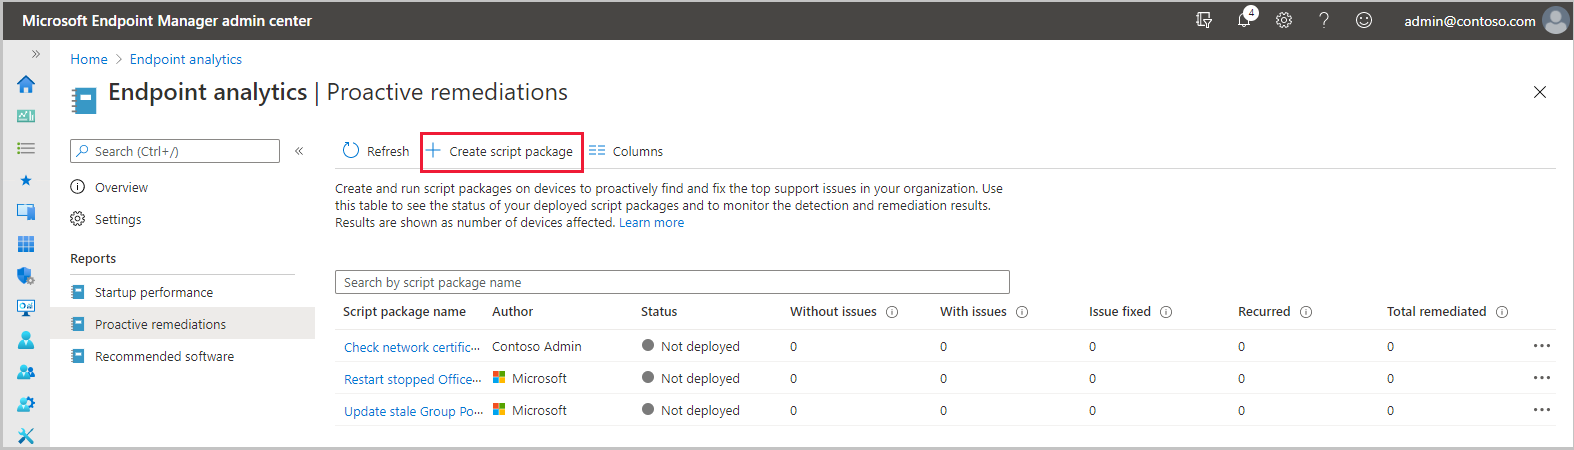 Microsoft Endpoint Manager admin center
4
admin@contoso.com
Home > Endpoint analytics
Endpoint analytics | Proactive remediations
Search (Ctrl+/)
«
Overview
Settings
Reports
Startup performance
Proactive remediations
Recommended software
Refresh + Create script package Columns
Create and run script packages on devices to proactively find and fix the top support issues in your organization. Use
this table to see the status of your deployed script packages and to monitor the detection and remediation results.
Results are shown as number of devices affected. Learn more
Search by script package name
Script package name Author Status Without issues With issues Issue fixed Recurred Total remediated
Check network certific... Contoso Admin Not deployed 0 0 0 0 0 ...
Restart stopped Office... Microsoft Not deployed 0 0 0 0 0 ...
Update stale Group Po... Microsoft Not deployed 0 0 0 0 0 ...